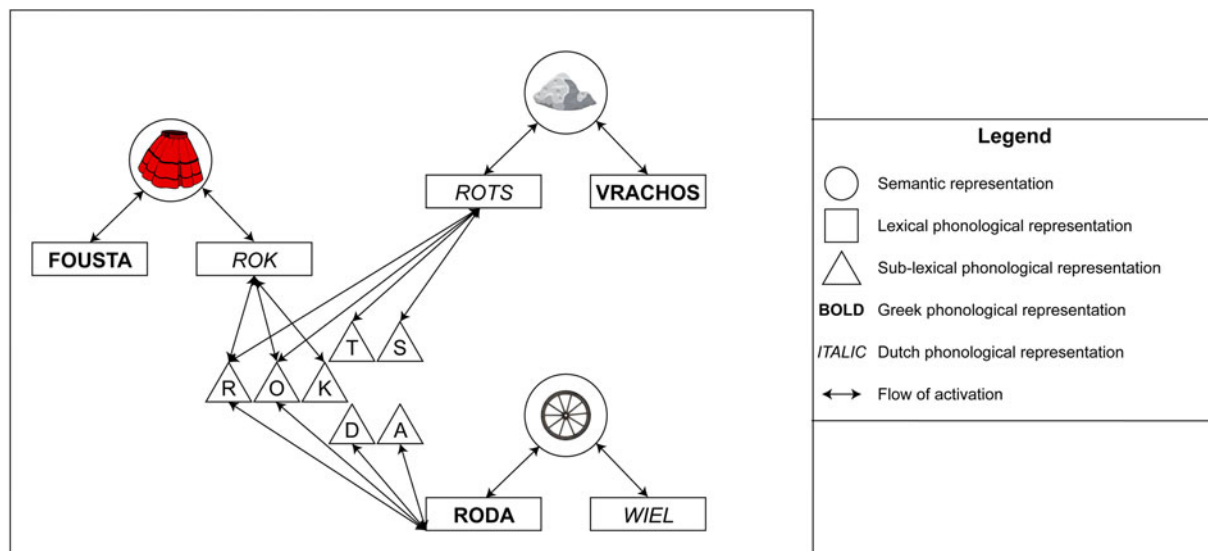 ROTS
VRACHOS
FOUSTA
ROK
T S
R O K
D A
RODA
WIEL
Legend
Semantic representation
Lexical phonological representation
Sub-lexical phonological representation
BOLD Greek phonological representation
ITALIC Dutch phonological representation
Flow of activation